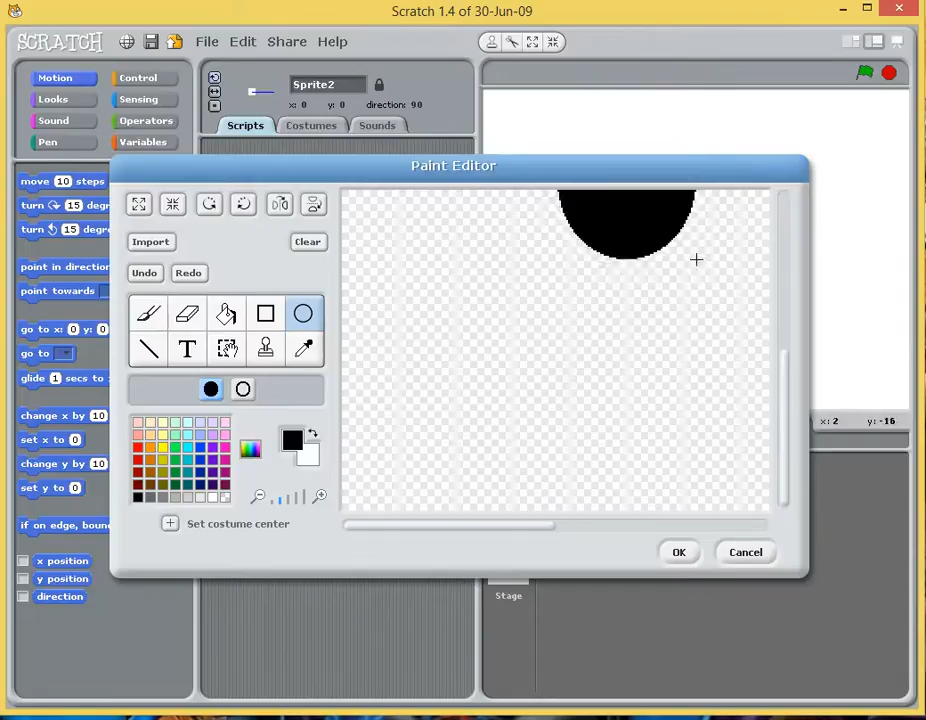 Scratch 1.4 of 30-Jun-09
SCRATCH File Edit Share Help
Motion Control
Looks Sensing
Sound Operators
Pen Variables
Sprite2
x: 0 y: 0 direction: 90
Scripts Costumes Sounds
Paint Editor
Import Clear
Undo Redo
T
Set costume center
OK Cancel
move 10 steps
turn 15 degr
turn 15 degr
point in direction
point towards
go to x: 0 y: 0
go to
glide 1 secs to x
change x by 10
set x to 0
change y by 10
set y to 0
if on edge, boun
x position
y position
direction
x: 2 y: -16
Stage